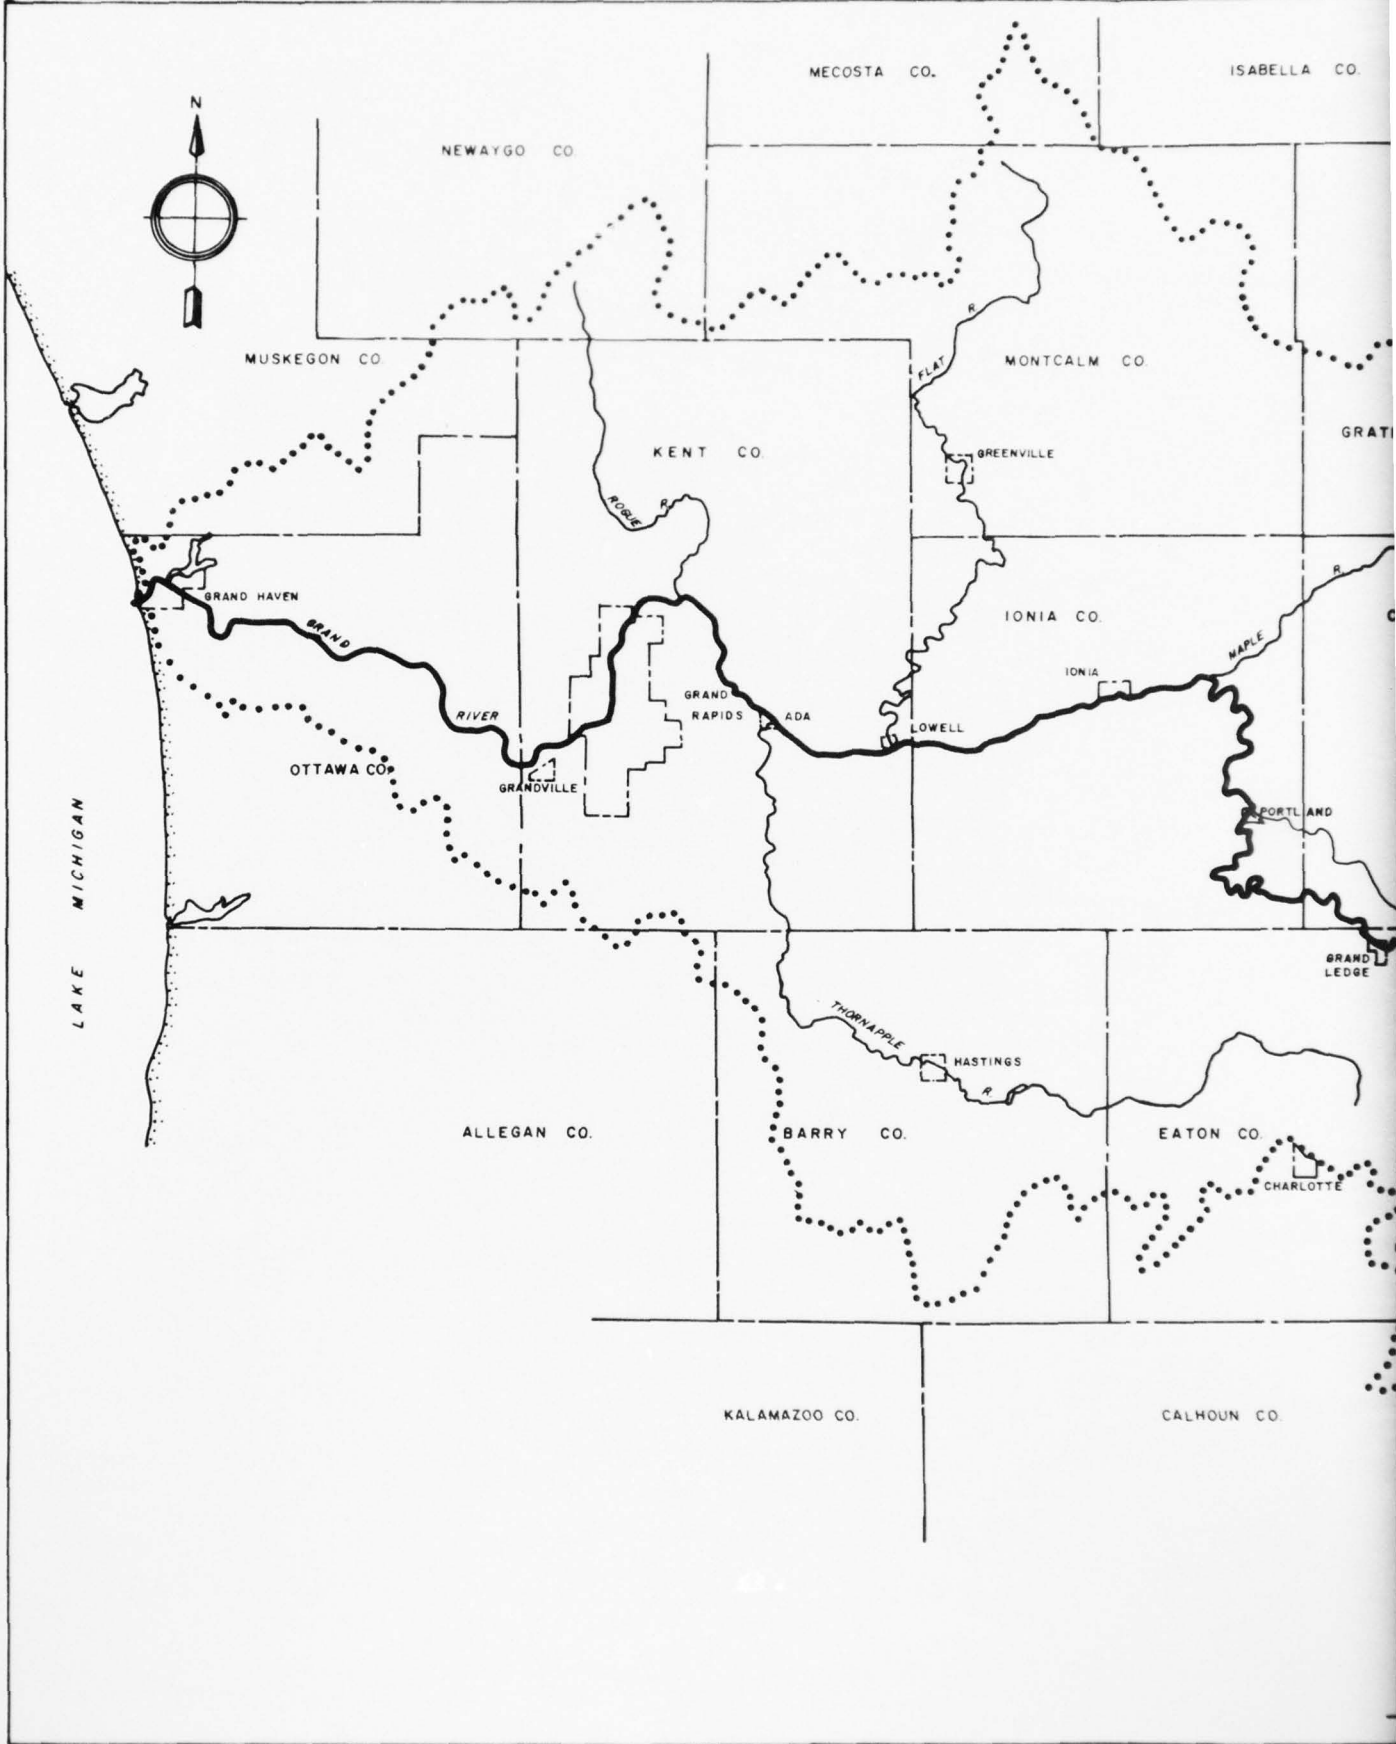 MECOSTA CO.
ISABELLA CO.
N
NEWAYGO CO.
MUSKEGON CO.
FLAT R.
MONTCALM CO.
GRATI
KENT CO.
GREENVILLE
ROGUE R.
GRAND HAVEN
IONIA CO.
C
MAPLE R.
GRAND
IONIA
GRAND
RAPIDS
ADA
RIVER
LOWELL
OTTAWA CO.
GRANDVILLE
PORTLAND
LAKE MICHIGAN
GRAND
LEDGE
THORNAPPLE R.
HASTINGS
ALLEGAN CO.
BARRY CO.
EATON CO.
CHARLOTTE
KALAMAZOO CO.
CALHOUN CO.